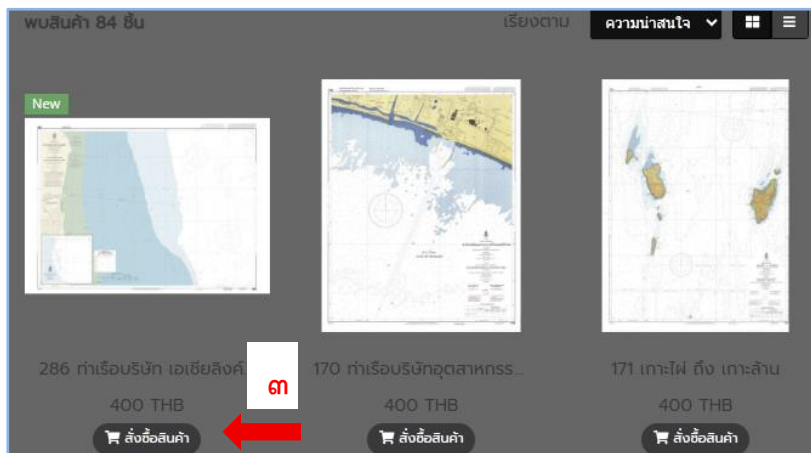 พบสินค้า 84 ชิ้น
เรียงตาม ความน่าสนใจ
New
286 ท่าเรือบริษัท เอเชียลิงค์
๓
170 ท่าเรือบริษัทอุตสาหกรร...
171 เกาะไผ่ ถึง เกาะล้าน
400 THB
400 THB
400 THB
สั่งซื้อสินค้า
สั่งซื้อสินค้า
สั่งซื้อสินค้า